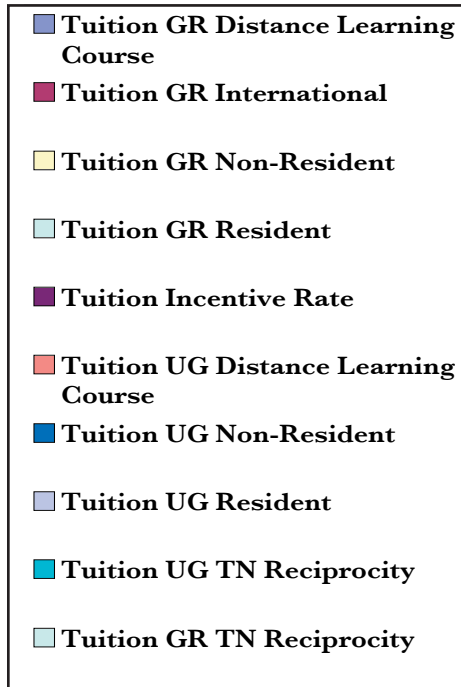 Tuition GR Distance Learning
Course
Tuition GR International
Tuition GR Non-Resident
Tuition GR Resident
Tuition Incentive Rate
Tuition UG Distance Learning
Course
Tuition UG Non-Resident
Tuition UG Resident
Tuition UG TN Reciprocity
Tuition GR TN Reciprocity